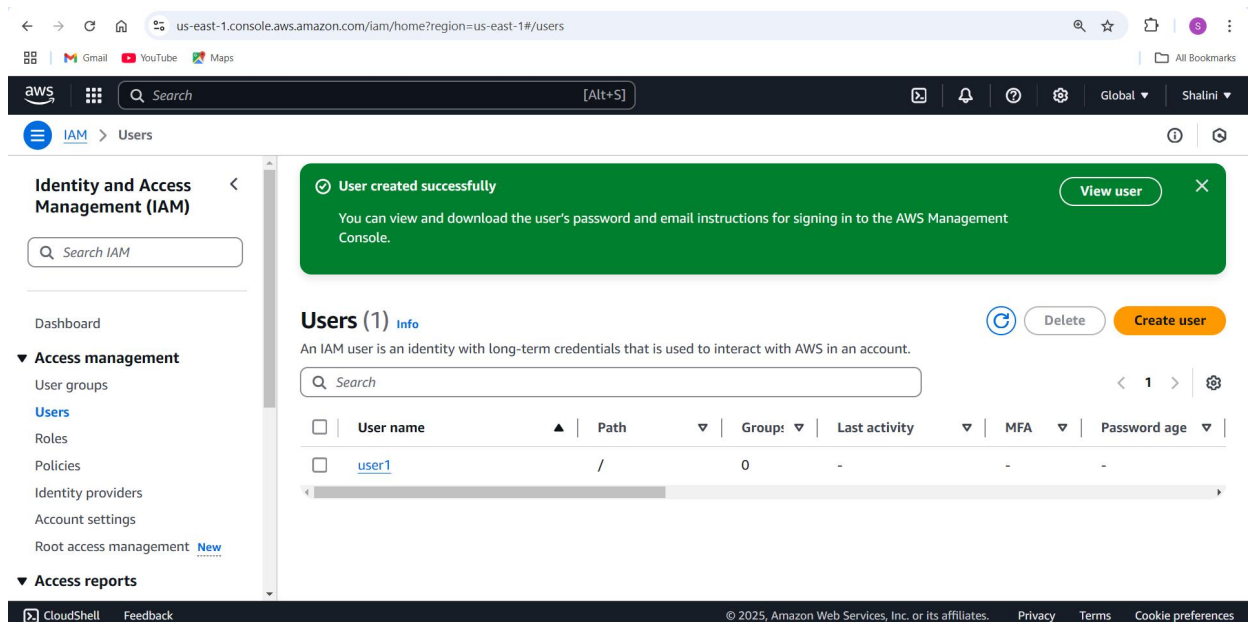 us-east-1.console.aws.amazon.com/iam/home?region=us-east-1#/users
S
Gmail YouTube Maps All Bookmarks
aws Search [Alt+S] Global Shalini
IAM > Users
Identity and Access Management (IAM)
Search IAM
Dashboard
Access management
User groups
Users
Roles
Policies
Identity providers
Account settings
Root access management New
Access reports
User created successfully
View user
You can view and download the user's password and email instructions for signing in to the AWS Management
Console.
Users (1) Info
Delete Create user
An IAM user is an identity with long-term credentials that is used to interact with AWS in an account.
Search
1
User name Path Groups Last activity MFA Password age
user1 / 0 - - -
CloudShell Feedback © 2025, Amazon Web Services, Inc. or its affiliates. Privacy Terms Cookie preferences